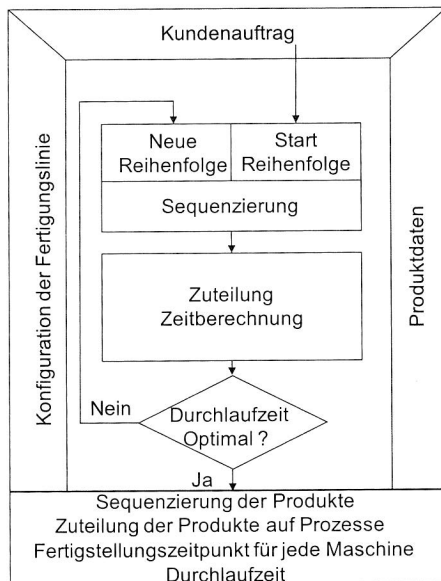 Kundenauftrag
Konfiguration der Fertigungslinie
Neue
Reihenfolge
Start
Reihenfolge
Sequenzierung
Zuteilung
Zeitberechnung
Produktdaten
Nein
Durchlaufzeit
Optimal ?
Ja
Sequenzierung der Produkte
Zuteilung der Produkte auf Prozesse
Fertigstellungszeitpunkt für jede Maschine
Durchlaufzeit